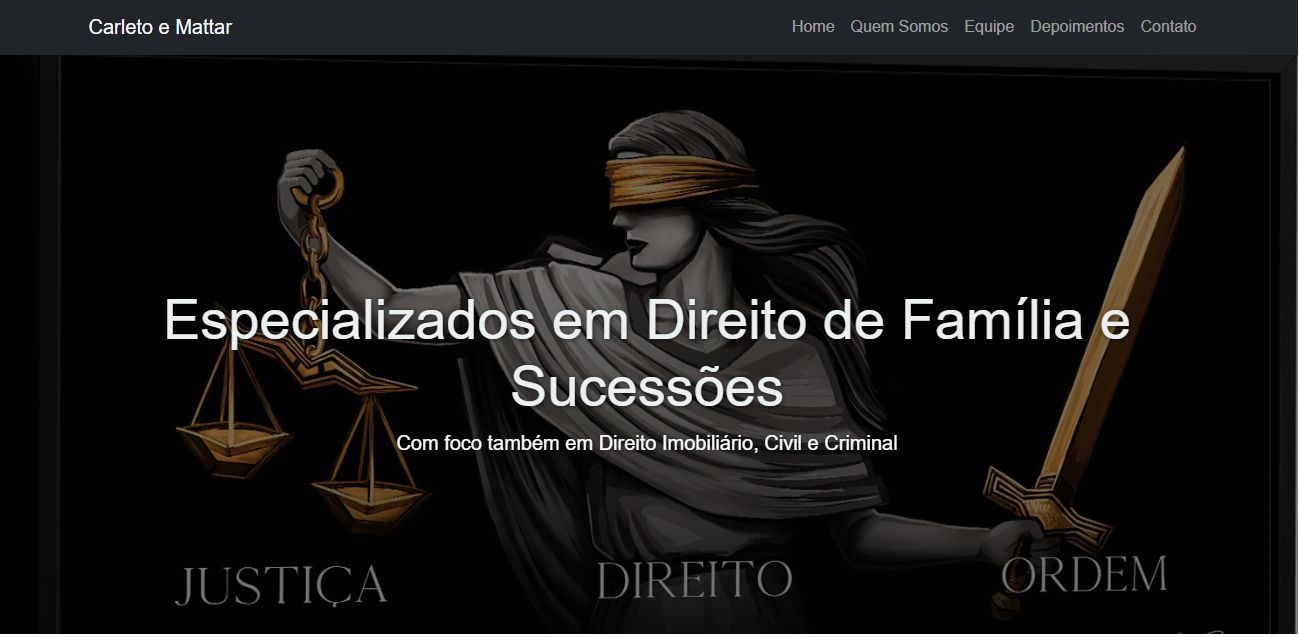 Carleto e Mattar
Home Quem Somos Equipe Depoimentos Contato
Especializados em Direito de Família e
Sucessões
Com foco também em Direito Imobiliário, Civil e Criminal
JUSTIÇA DIREITO ORDEM